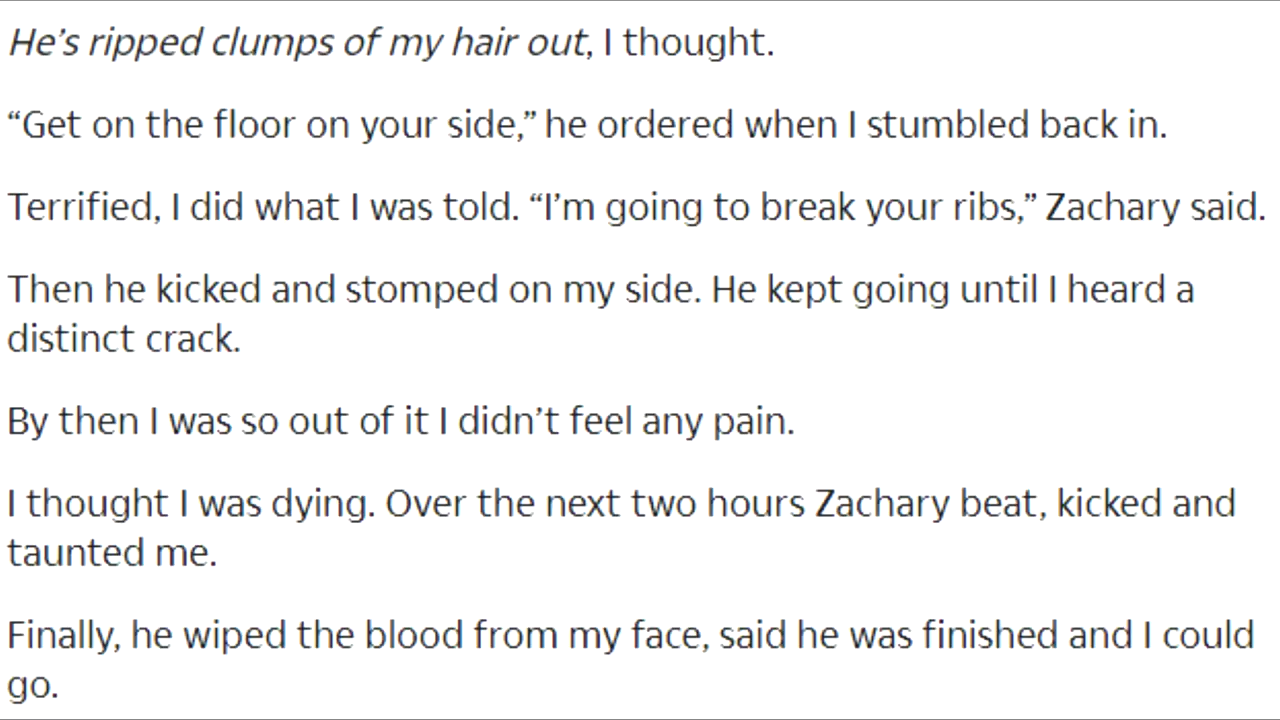 He’s ripped clumps of my hair out, I thought.
“Get on the floor on your side,” he ordered when I stumbled back in.
Terrified, I did what I was told. “I’m going to break your ribs,” Zachary said.
Then he kicked and stomped on my side. He kept going until I heard a
distinct crack.
By then I was so out of it I didn’t feel any pain.
I thought I was dying. Over the next two hours Zachary beat, kicked and
taunted me.
Finally, he wiped the blood from my face, said he was finished and I could
go.